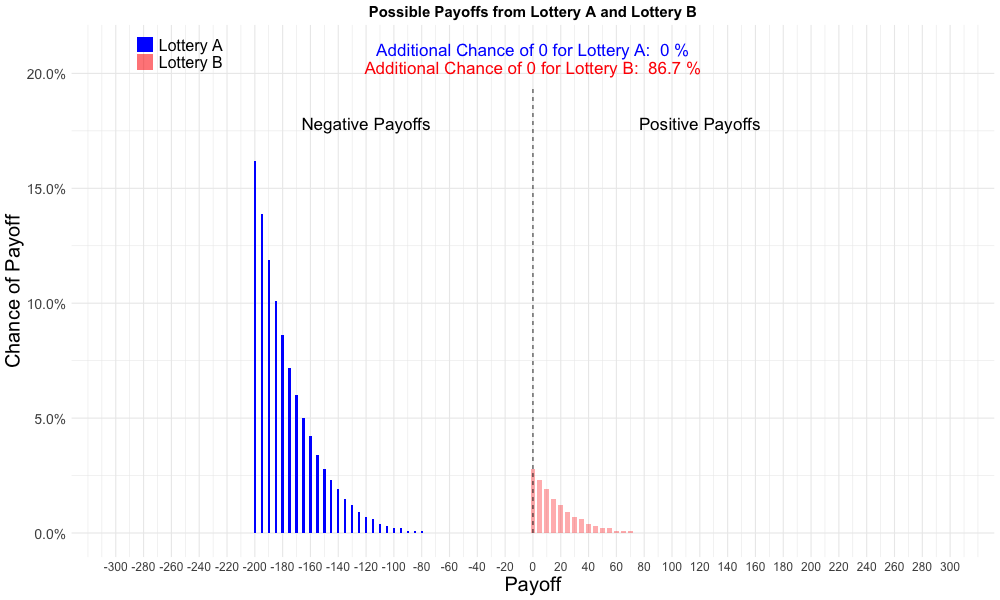 Possible Payoffs from Lottery A and Lottery B
Lottery A
Lottery B
Additional Chance of 0 for Lottery A:  0 %
Additional Chance of 0 for Lottery B:  86.7 %
Negative Payoffs
Positive Payoffs
Chance of Payoff
20.0%
15.0%
10.0%
5.0%
0.0%
-300 -280 -260 -240 -220 -200 -180 -160 -140 -120 -100 -80 -60 -40 -20 0 20 40 60 80 100 120 140 160 180 200 220 240 260 280 300
Payoff